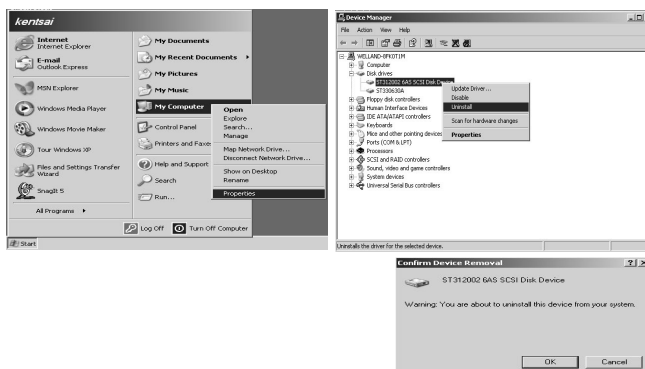 kentsai
Internet
Internet Explorer
E-mail
Outlook Express
MSN Explorer
Windows Media Player
Windows Movie Maker
Tour Windows XP
Files and Settings Transfer
Wizard
SnagIt 5
All Programs
My Documents
My Recent Documents
My Pictures
My Music
My Computer
Control Panel
Printers and Faxes
Help and Support
Search
Run...
Open
Explore
Search...
Manage
Map Network Drive...
Disconnect Network Drive...
Show on Desktop
Rename
Properties
Log Off Turn Off Computer
Start
Device Manager
File Action View Help
WELLAND-8FK0T1M
Computer
Disk drives
ST312002 6AS SCSI Disk Device
ST330630A
Floppy disk controllers
Human Interface Devices
IDE ATA/ATAPI controllers
Keyboards
Mice and other pointing devices
Ports (COM & LPT)
Processors
SCSI and RAID controllers
Sound, video and game controllers
System devices
Universal Serial Bus controllers
Update Driver...
Disable
Uninstall
Scan for hardware changes
Properties
Uninstalls the driver for the selected device.
Confirm Device Removal
ST312002 6AS SCSI Disk Device
Warning: You are about to uninstall this device from your system.
OK Cancel